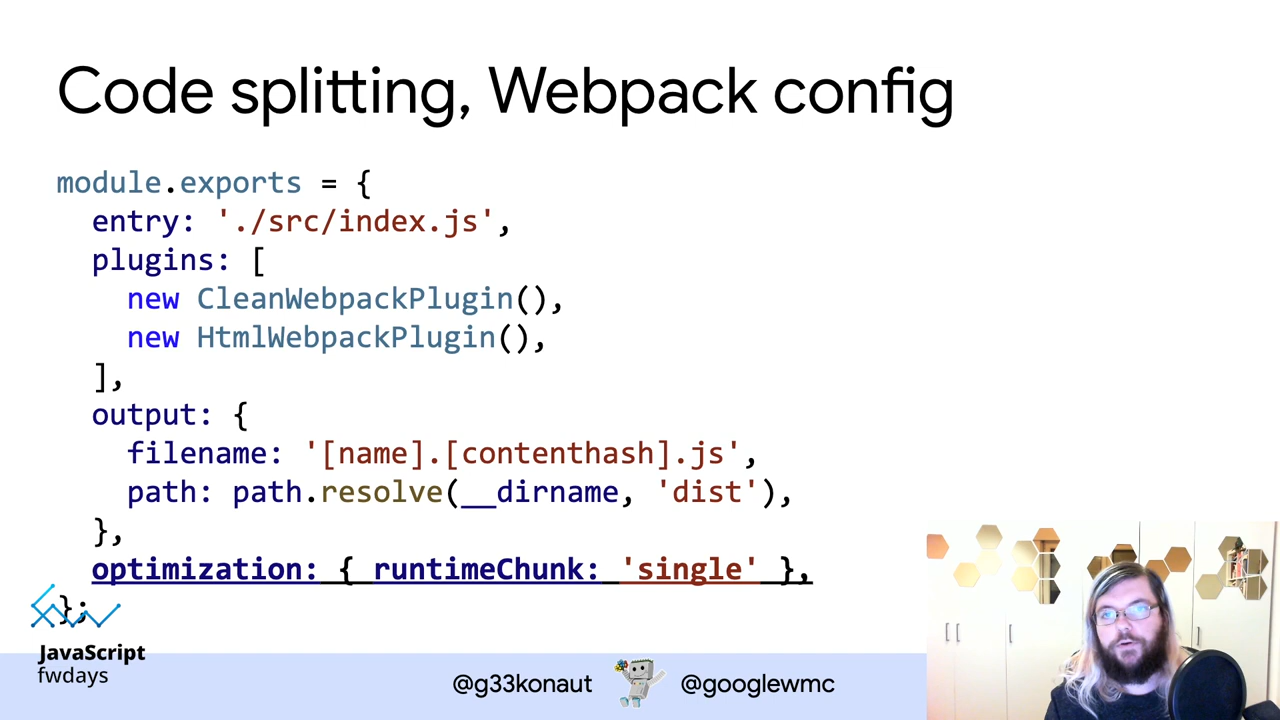 Code splitting, Webpack config
module.exports = {
entry: './src/index.js',
plugins: [
new CleanWebpackPlugin(),
new HtmlWebpackPlugin(),
],
output: {
filename: '[name].[contenthash].js',
path: path.resolve(__dirname, 'dist'),
},
optimization: { runtimeChunk: 'single' },
};
JavaScript
fwdays
@g33konaut
@googlewmc